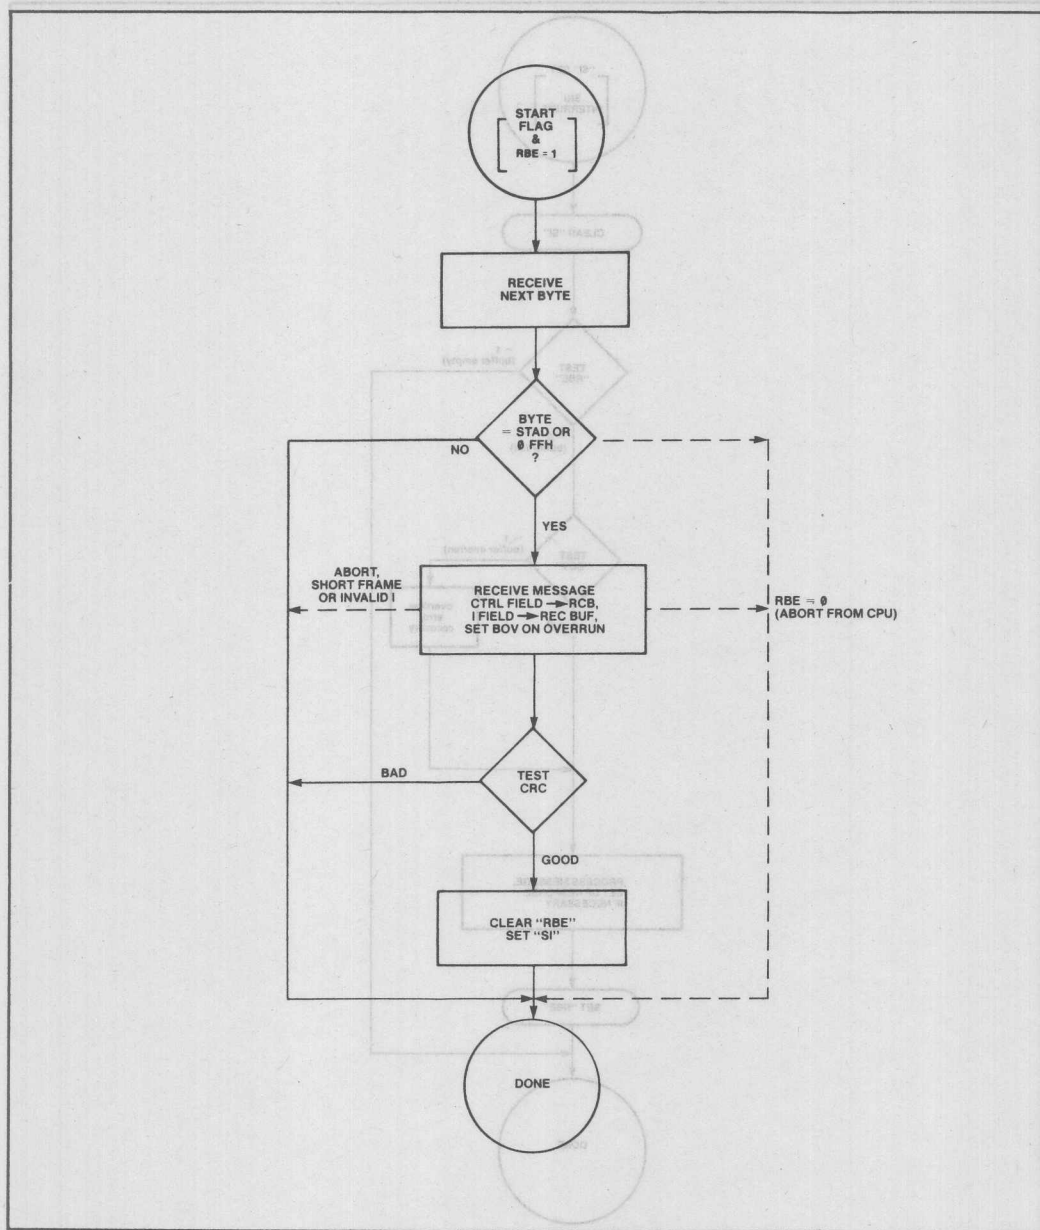 START
FLAG
&
RBE = 1
RECEIVE
NEXT BYTE
BYTE
= STAD OR
0 FFH
?
NO
YES
ABORT,
SHORT FRAME
OR INVALID I
RECEIVE MESSAGE
CTRL FIELD → RCB,
I FIELD → REC BUF,
SET BOV ON OVERRUN
RBE = 0
(ABORT FROM CPU)
BAD
TEST
CRC
GOOD
CLEAR “RBE”
SET “SI”
DONE